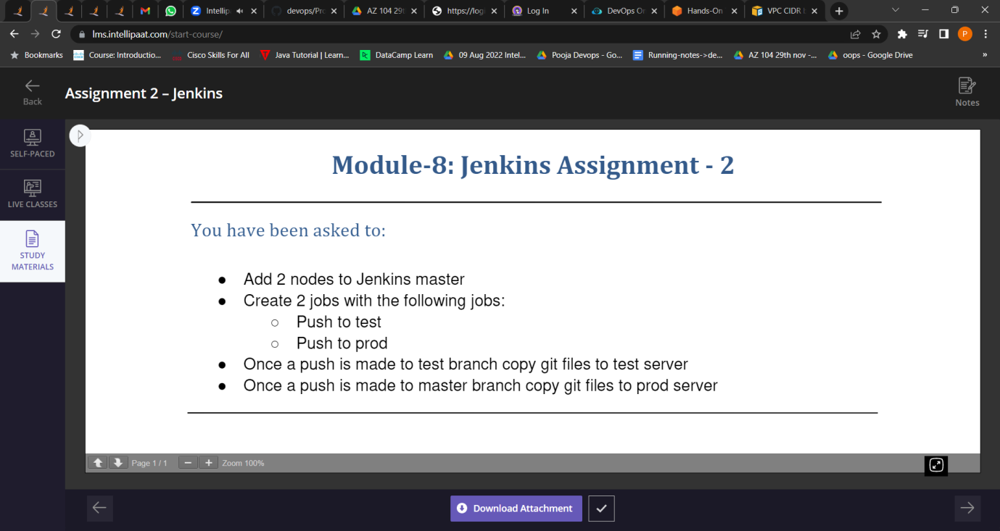 Intellip
devops/Pr
AZ 104 29
https://log
Log In
DevOps O
Hands-On
VPC CIDR
lms.intellipaat.com/start-course/
P
Bookmarks
Course: Introductio...
Cisco Skills For All
Java Tutorial | Learn...
DataCamp Learn
09 Aug 2022 Intel...
Pooja Devops - Go...
Running-notes->de...
AZ 104 29th nov -...
oops - Google Drive
»
Back
Assignment 2 – Jenkins
Notes
SELF-PACED
LIVE CLASSES
STUDY
MATERIALS
Module-8: Jenkins Assignment - 2
You have been asked to:
● Add 2 nodes to Jenkins master
● Create 2 jobs with the following jobs:
○ Push to test
○ Push to prod
● Once a push is made to test branch copy git files to test server
● Once a push is made to master branch copy git files to prod server
Page 1 / 1
Zoom 100%
Download Attachment